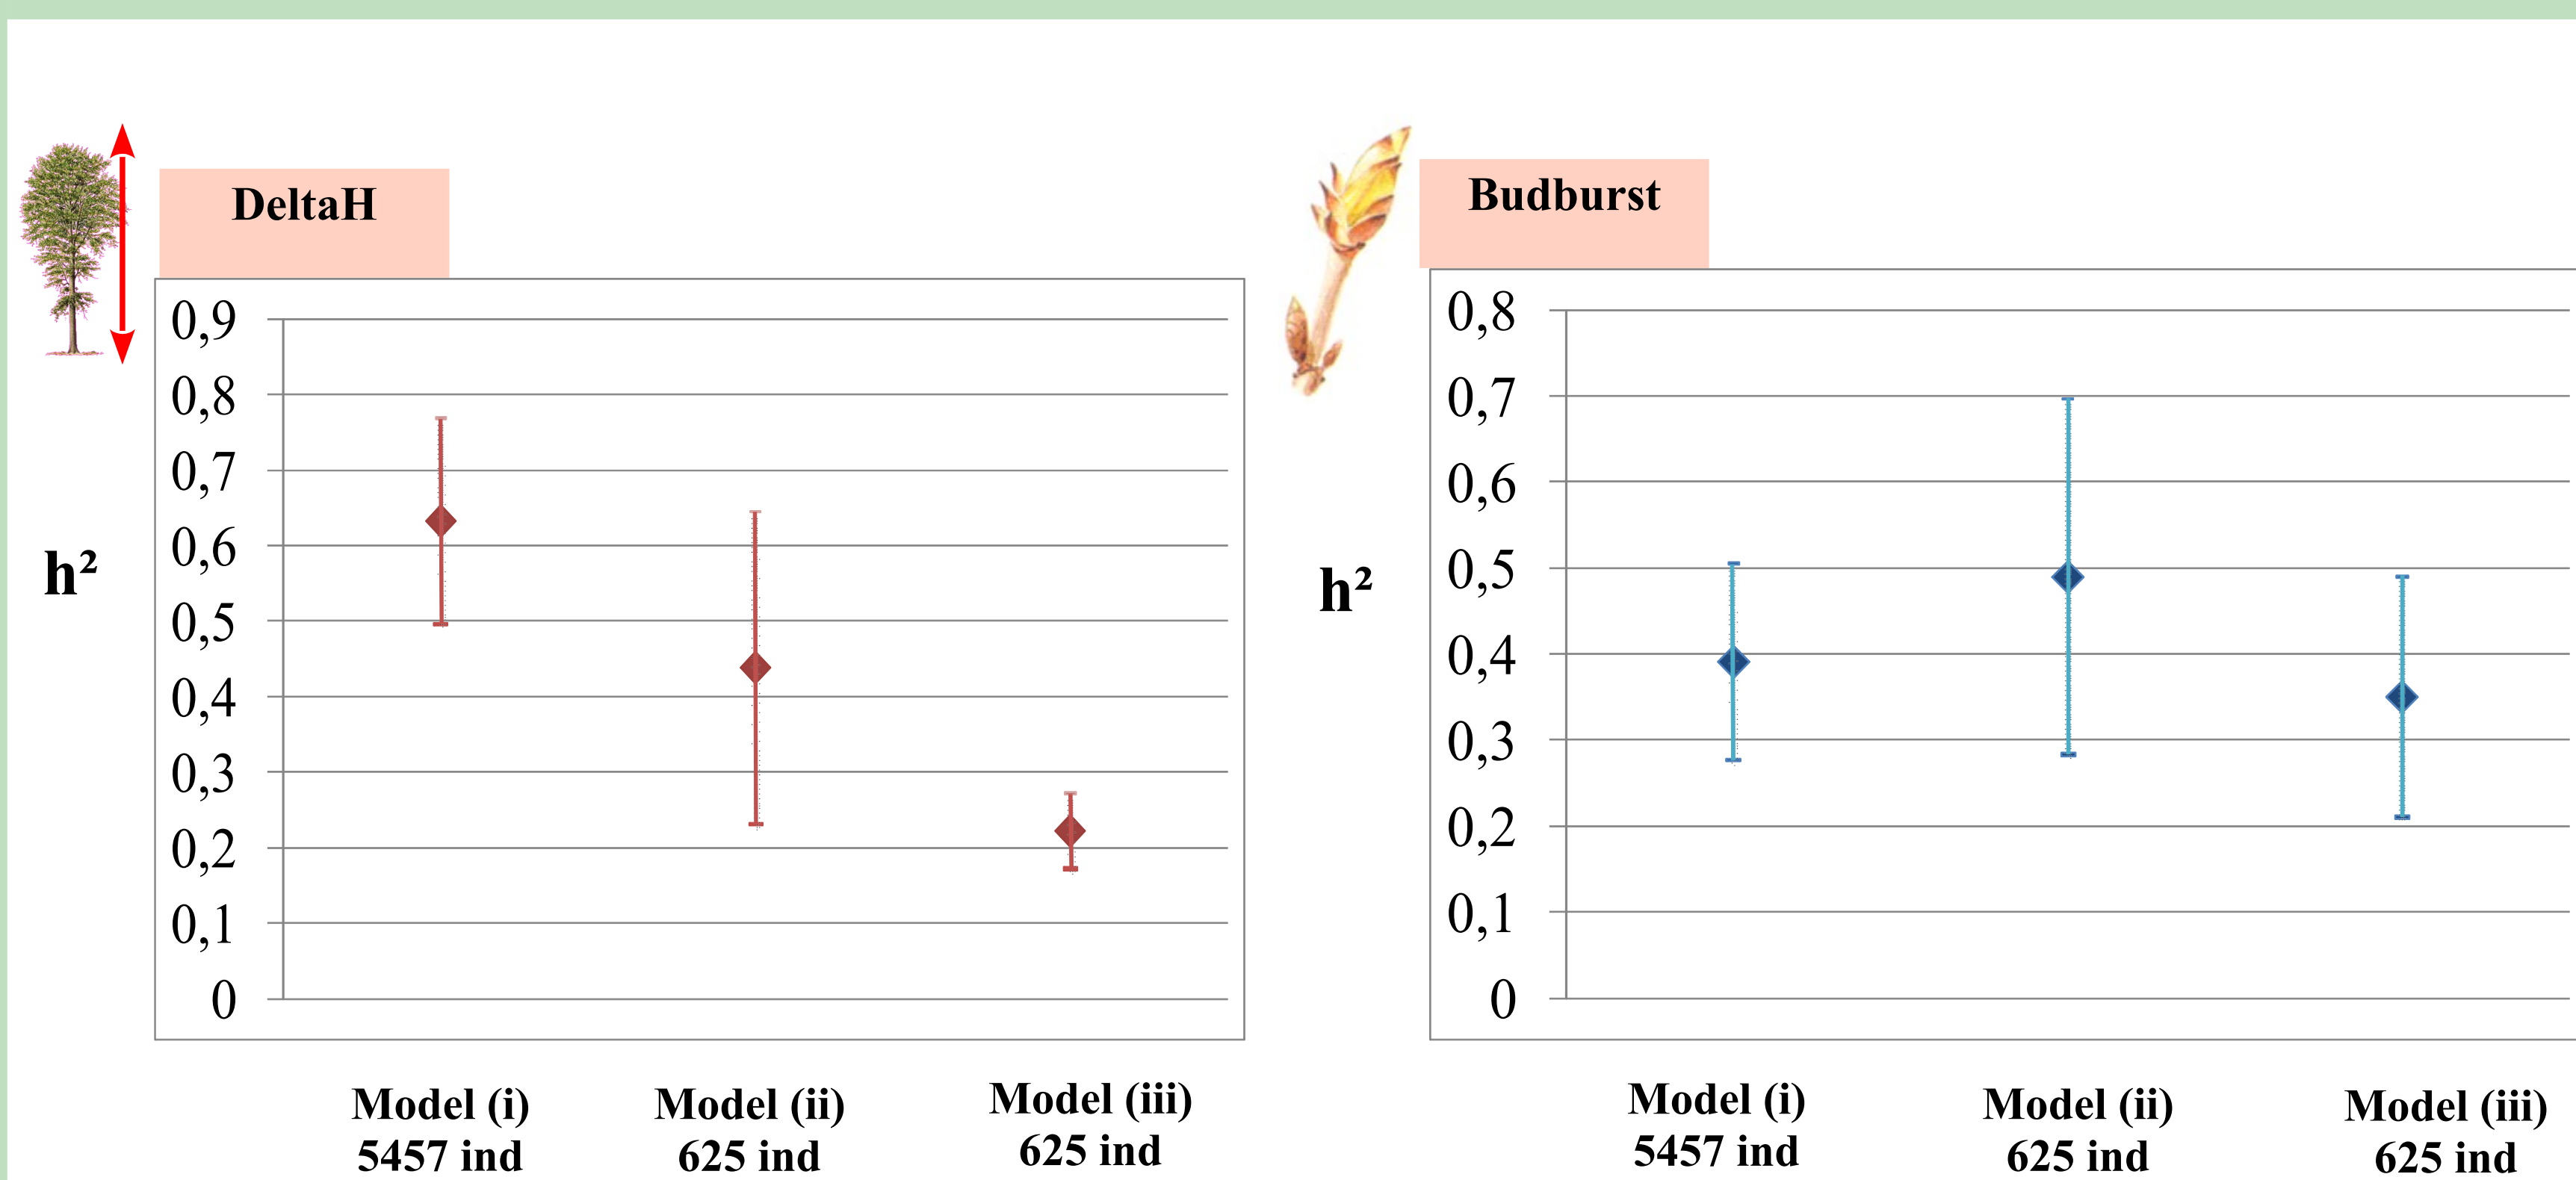 DeltaH
0,9
0,8
0,7
0,6
0,5
0,4
0,3
0,2
0,1
0
h²
Model (i)
5457 ind
Model (ii)
625 ind
Model (iii)
625 ind
Budburst
0,8
0,7
0,6
0,5
0,4
0,3
0,2
0,1
0
h²
Model (i)
5457 ind
Model (ii)
625 ind
Model (iii)
625 ind